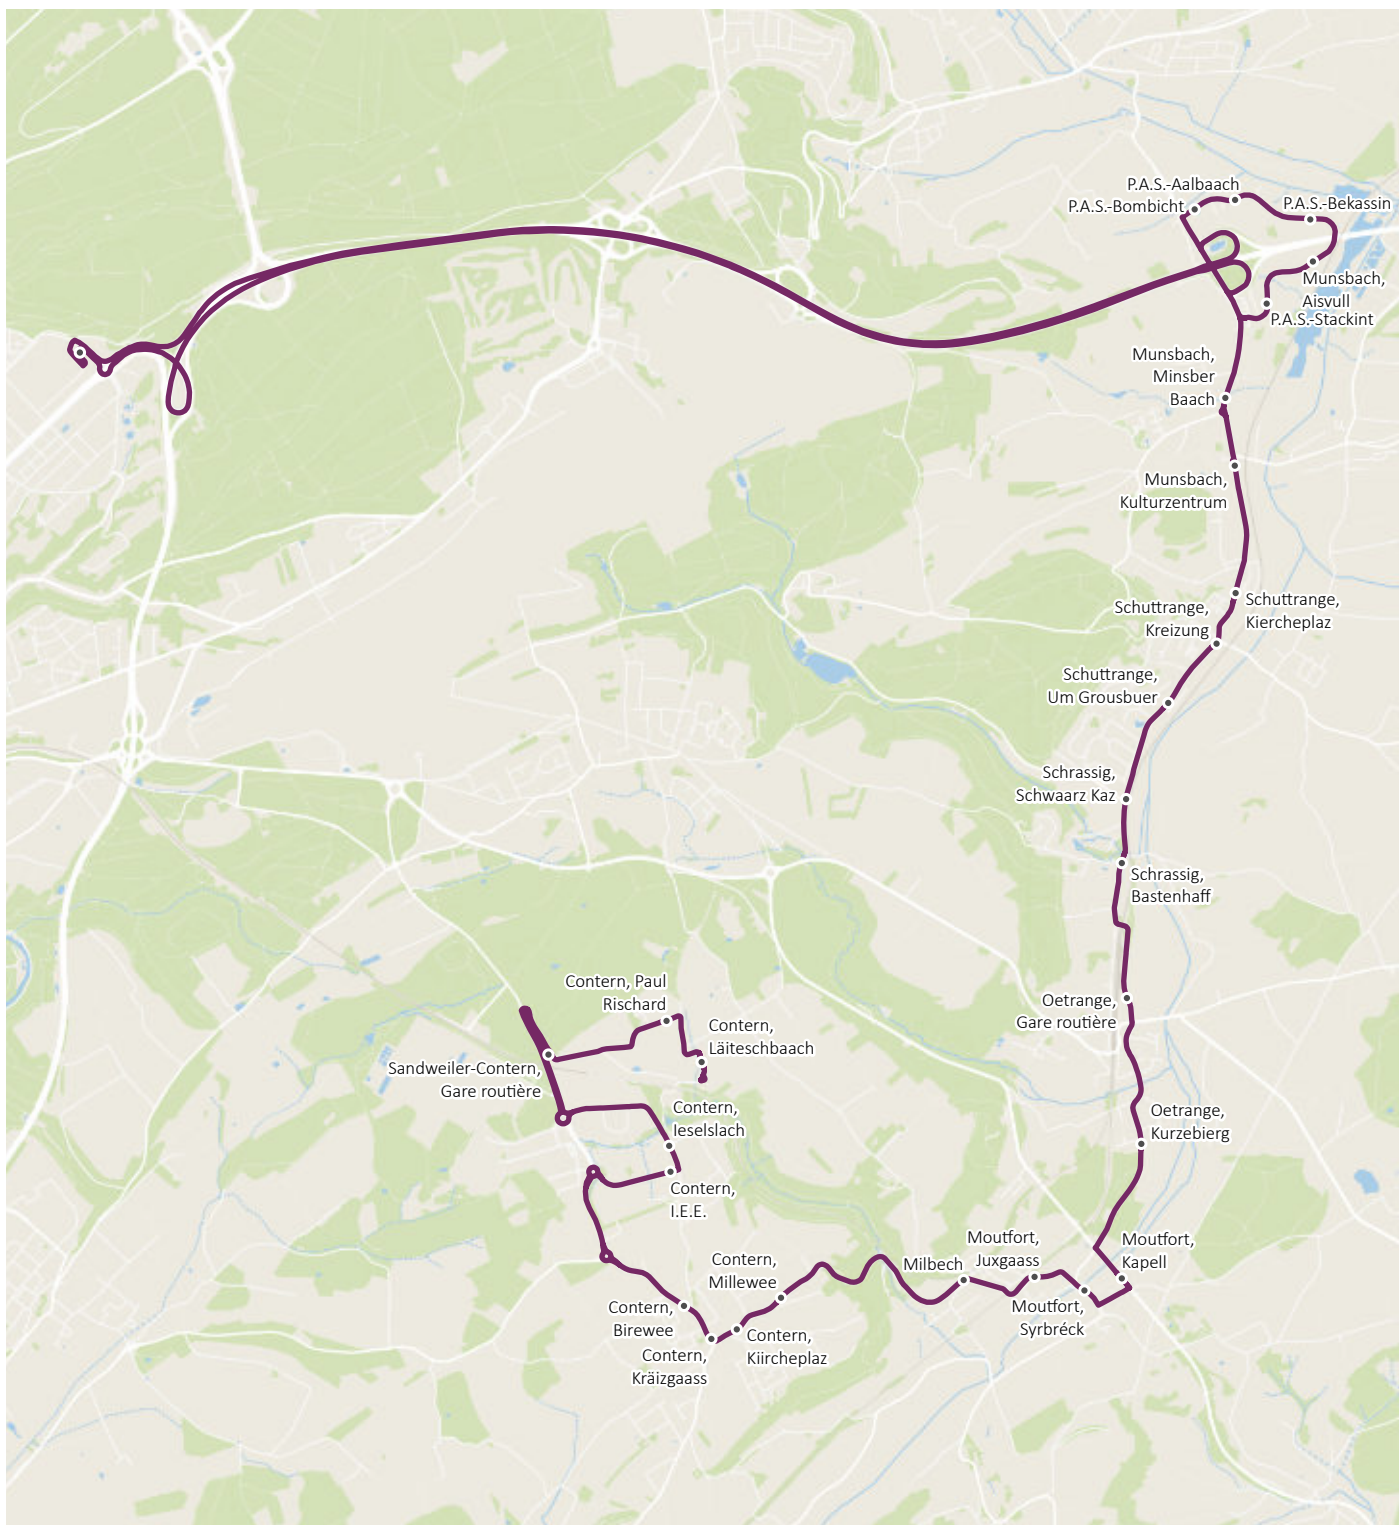 P.A.S.-Aalbaach
P.A.S.-Bombicht
P.A.S.-Bekassin
Munsbach,
Aisvull
P.A.S.-Stackint
Munsbach,
Minsber
Baach
Munsbach,
Kulturzentrum
Schuttrange,
Kiercheplaz
Schuttrange,
Kreizung
Schuttrange,
Um Grousbuer
Schrassig,
Schwaarz Kaz
Schrassig,
Bastenhaff
Oetrange,
Gare routière
Oetrange,
Kurzebierg
Moutfort,
Kapell
Moutfort,
Syrbréck
Moutfort,
Juxgaass
Milbech
Contern,
Millewee
Contern,
Kiircheplaz
Contern,
Kräizgaass
Contern,
Birewee
Contern,
I.E.E.
Contern,
Ieselslach
Sandweiler-Contern,
Gare routière
Contern, Paul
Rischard
Contern,
Läiteschbaach